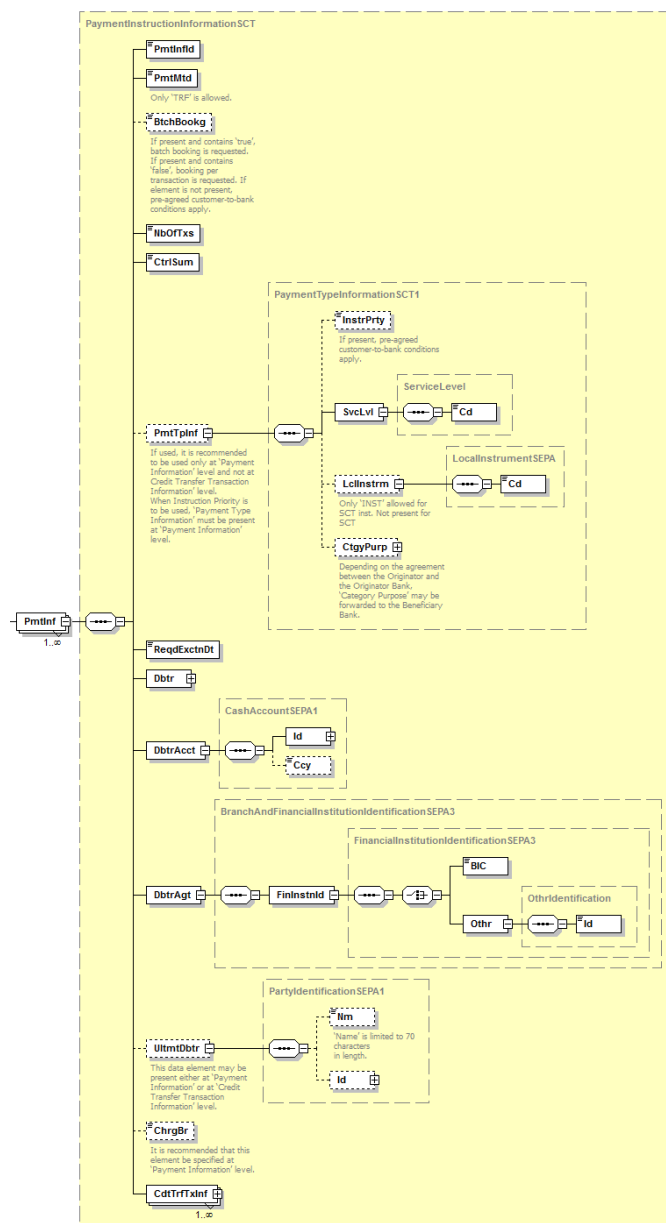 PaymentInstructionInformationSCT
PmtInfId
PmtMtd
Only 'TRF' is allowed.
BtchBookg
If present and contains 'true',
batch booking is requested.
If present and contains
'false', booking per
transaction is requested. If
element is not present,
pre-agreed customer-to-bank
conditions apply.
NbOfTxs
CtrlSum
PaymentTypeInformationSCT1
InstrPrty
If present, pre-agreed
customer-to-bank conditions
apply.
ServiceLevel
SvcLvl
Cd
PmtTpInf
If used, it is recommended
to be used only at 'Payment
Information' level and not at
Credit Transfer Transaction
Information' level.
When Instruction Priority is
to be used, 'Payment Type
Information' must be present
at 'Payment Information'
level.
LocalInstrumentSEPA
LclInstrm
Cd
Only 'INST' allowed for
SCT inst. Not present for
SCT
CtgyPurp
Depending on the agreement
between the Originator and
the Originator Bank,
'Category Purpose' may be
forwarded to the Beneficiary
Bank.
PmtInf
1..∞
ReqdExctnDt
Dbtr
CashAccountSEPA1
DbtrAcct
Id
Ccy
BranchAndFinancialInstitutionIdentificationSEPA3
FinancialInstitutionIdentificationSEPA3
DbtrAgt
FinInstnId
BIC
OthrIdentification
Othr
Id
PartyIdentificationSEPA1
Nm
'Name' is limited to 70
characters
in length.
Id
UltmtDbtr
This data element may be
present either at 'Payment
Information' or at 'Credit
Transfer Transaction
Information' level.
ChrgBr
It is recommended that this
element be specified at
'Payment Information' level.
CdtTrfTxInf
1..∞